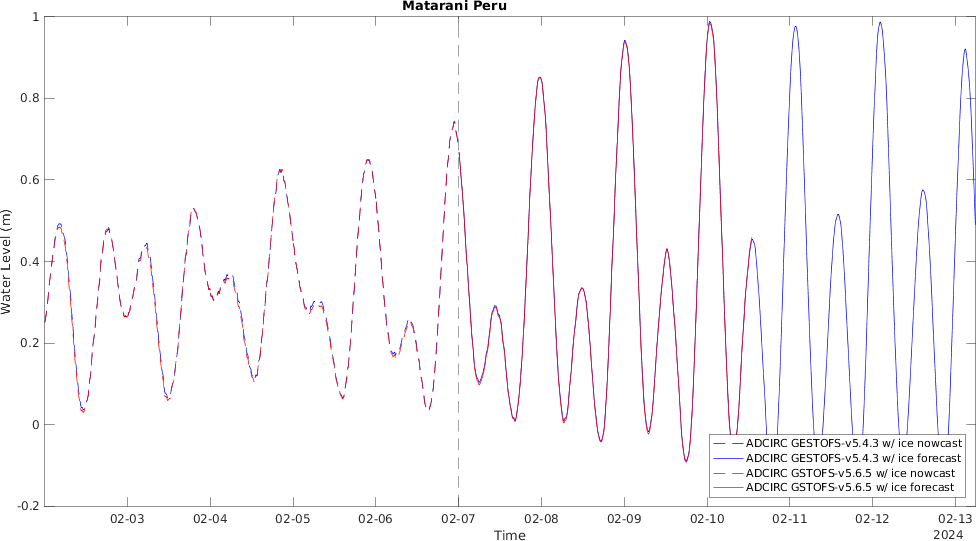 Matarani Peru
1
0.8
0.6
0.4
0.2
0
-0.2
Water Level (m)
ADCIRC GESTOFS-v5.4.3 w/ ice nowcast
ADCIRC GESTOFS-v5.4.3 w/ ice forecast
ADCIRC GSTOFS-v5.6.5 w/ ice nowcast
ADCIRC GSTOFS-v5.6.5 w/ ice forecast
02-03 02-04 02-05 02-06 02-07 02-08 02-09 02-10 02-11 02-12 02-13
Time
2024